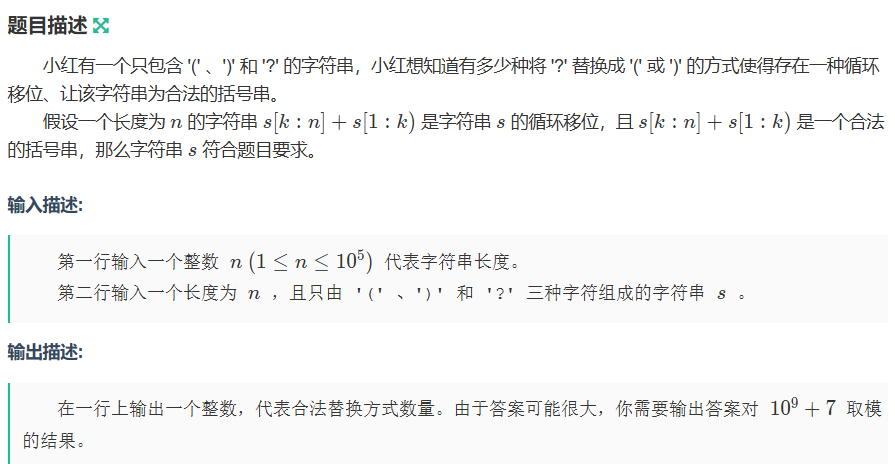 题目描述
小红有一个只包含 '(' 、')' 和 '?' 的字符串，小红想知道有多少种将 '?' 替换成 '(' 或 ')' 的方式使得存在一种循环
移位、让该字符串为合法的括号串。
假设一个长度为 n 的字符串 s[k : n] + s[1 : k) 是字符串 s 的循环移位，且 s[k : n] + s[1 : k) 是一个合法
的括号串，那么字符串 s 符合题目要求。
输入描述:
第一行输入一个整数 n (1 ≤ n ≤ 10⁵) 代表字符串长度。
第二行输入一个长度为 n ，且只由 '(' 、')' 和 '?' 三种字符组成的字符串 s 。
输出描述:
在一行上输出一个整数，代表合法替换方式数量。由于答案可能很大，你需要输出答案对 10⁹ + 7 取模
的结果。